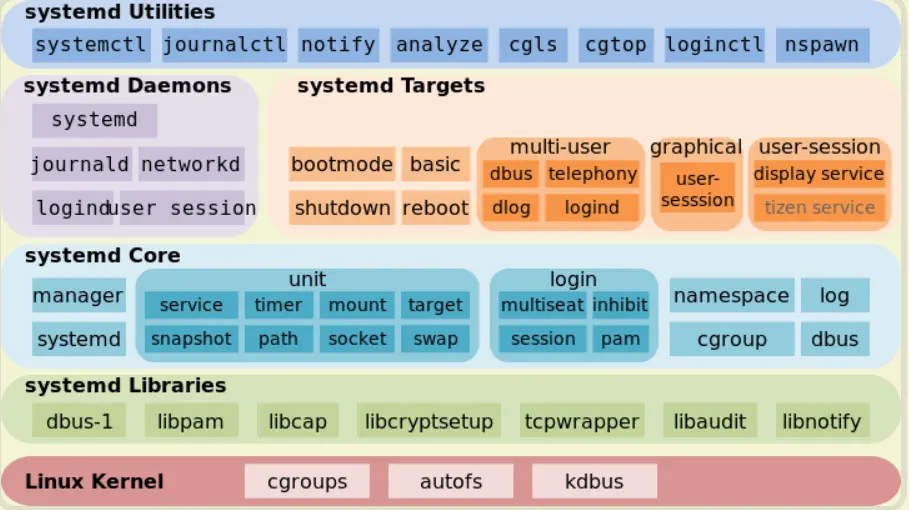 systemd Utilities
systemctl journalctl notify analyze cgls cgtop loginctl nspawn
systemd Daemons
systemd
journald networkd
logind user session
systemd Targets
bootmode basic
shutdown reboot
multi-user
dbus telephony
dlog logind
graphical
user-
sesssion
user-session
display service
tizen service
systemd Core
manager
systemd
unit
service timer mount target
snapshot path socket swap
login
multiseat inhibit
session pam
namespace log
cgroup dbus
systemd Libraries
dbus-1 libpam libcap libcryptsetup tcpwrapper libaudit libnotify
Linux Kernel cgroups autofs kdbus